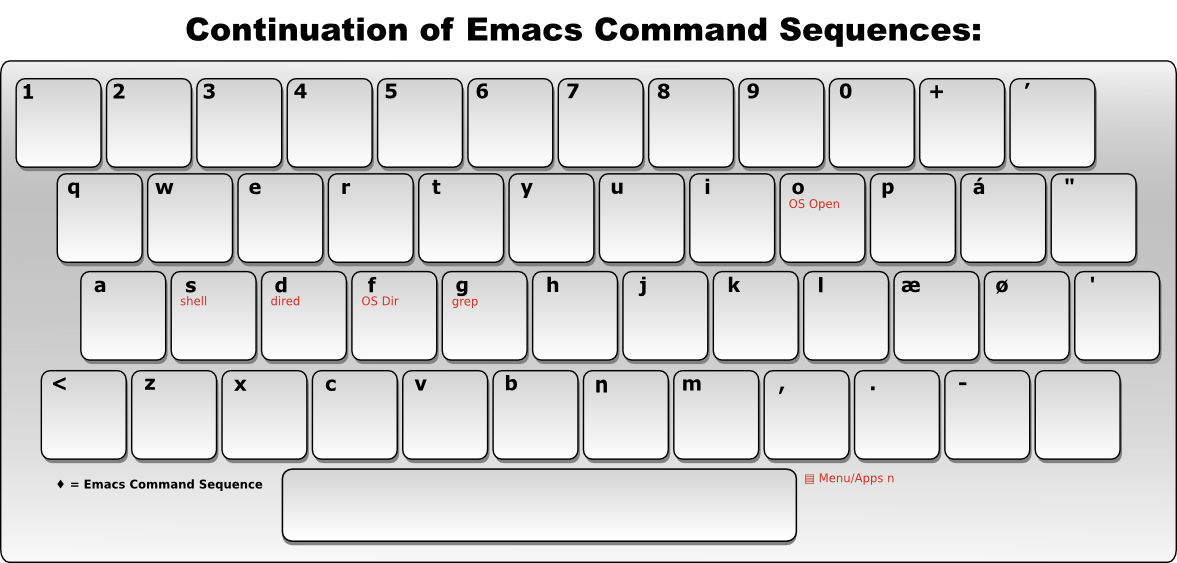 Continuation of Emacs Command Sequences:
1 2 3 4 5 6 7 8 9 0 + ′
q w e r t y u i o p á "
OS Open
a s d f g h j k l æ ø '
shell dired OS Dir grep
< z x c v b n m , . -
♦ = Emacs Command Sequence
▤ Menu/Apps n